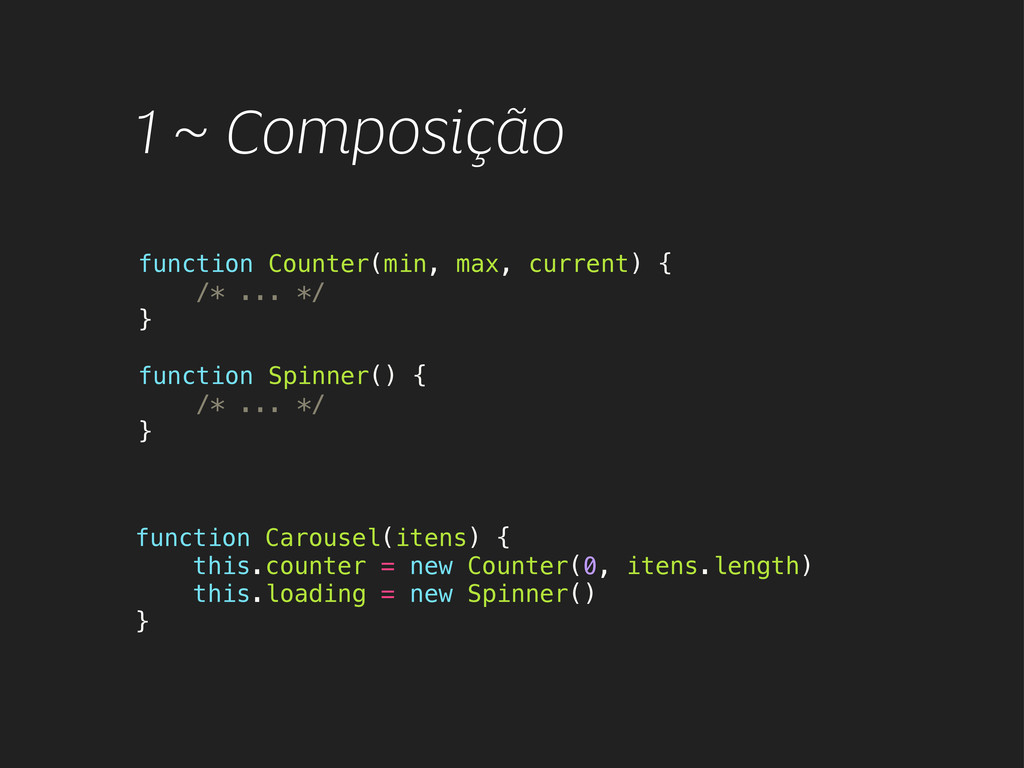 1 ~ Composição
function Counter(min, max, current) {
    /* ... */
}
function Spinner() {
    /* ... */
}
function Carousel(itens) {
    this.counter = new Counter(0, itens.length)
    this.loading = new Spinner()
}